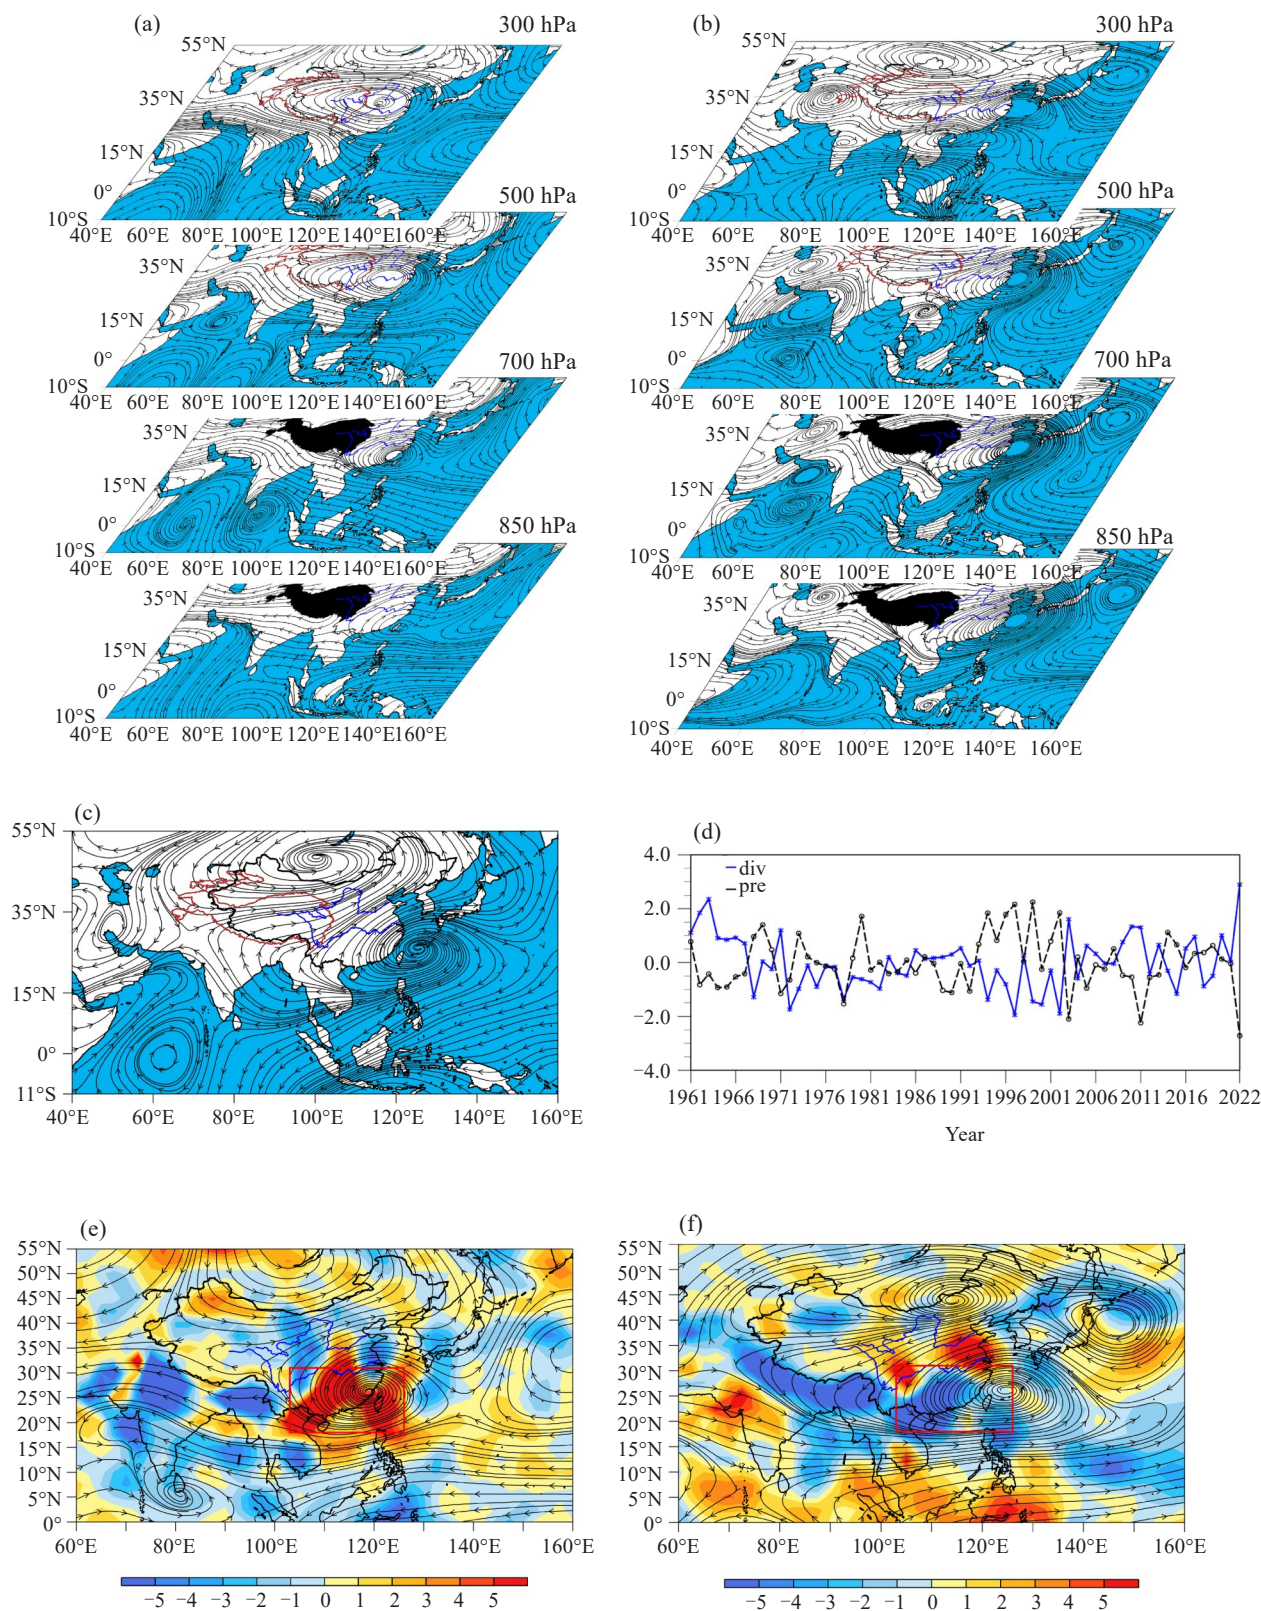 (a)
300 hPa
55°N
35°N
15°N
0°
10°S
40°E 60°E 80°E 100°E 120°E 140°E 160°E
500 hPa
35°N
15°N
0°
10°S
40°E 60°E 80°E 100°E 120°E 140°E 160°E
700 hPa
35°N
15°N
0°
10°S
40°E 60°E 80°E 100°E 120°E 140°E 160°E
850 hPa
35°N
15°N
0°
10°S
40°E 60°E 80°E 100°E 120°E 140°E 160°E
(b)
300 hPa
55°N
35°N
15°N
0°
10°S
40°E 60°E 80°E 100°E 120°E 140°E 160°E
500 hPa
35°N
15°N
0°
10°S
40°E 60°E 80°E 100°E 120°E 140°E 160°E
700 hPa
35°N
15°N
0°
10°S
40°E 60°E 80°E 100°E 120°E 140°E 160°E
850 hPa
35°N
15°N
0°
10°S
40°E 60°E 80°E 100°E 120°E 140°E 160°E
(c)
55°N
35°N
15°N
0°
11°S
40°E 60°E 80°E 100°E 120°E 140°E 160°E
(d)
4.0
2.0
0.0
−2.0
−4.0
div
pre
1961 1966 1971 1976 1981 1986 1991 1996 2001 2006 2011 2016 2022
Year
(e)
55°N
50°N
45°N
40°N
35°N
30°N
25°N
20°N
15°N
10°N
5°N
0°
60°E 80°E 100°E 120°E 140°E 160°E
−5 −4 −3 −2 −1 0 1 2 3 4 5
(f)
55°N
50°N
45°N
40°N
35°N
30°N
25°N
20°N
15°N
10°N
5°N
0°
60°E 80°E 100°E 120°E 140°E 160°E
−5 −4 −3 −2 −1 0 1 2 3 4 5